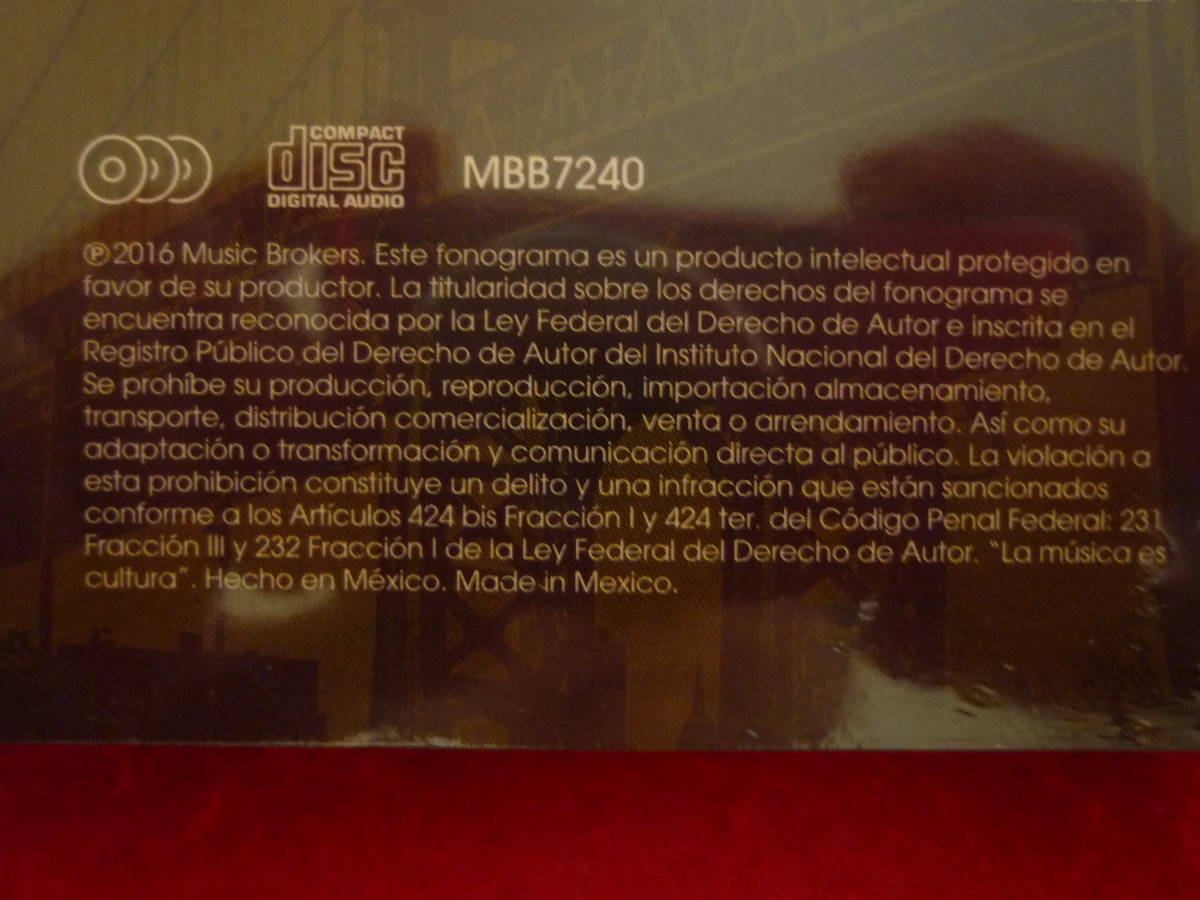 COMPACT
disc
DIGITAL AUDIO
MBB7240
℗2016 Music Brokers. Este fonograma es un producto intelectual protegido en
favor de su productor. La titularidad sobre los derechos del fonograma se
encuentra reconocida por la Ley Federal del Derecho de Autor e inscrita en el
Registro Público del Derecho de Autor del Instituto Nacional del Derecho de Autor.
Se prohíbe su producción, reproducción, importación almacenamiento,
transporte, distribución comercialización, venta o arrendamiento. Así como su
adaptación o transformación y comunicación directa al público. La violación a
esta prohibición constituye un delito y una infracción que están sancionados
conforme a los Artículos 424 bis Fracción I y 424 ter. del Código Penal Federal: 231
Fracción III y 232 Fracción I de la Ley Federal del Derecho de Autor. "La música es
cultura". Hecho en México. Made in Mexico.